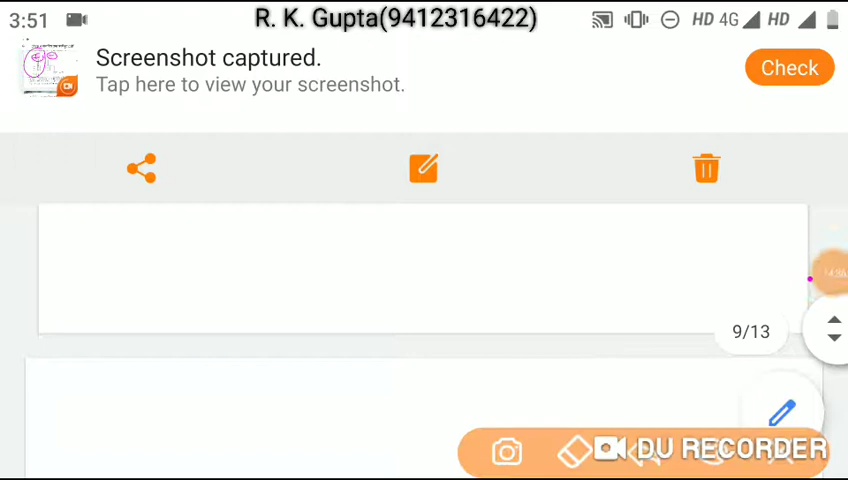 3:51 R. K. Gupta(9412316422) HD 4G HD
Screenshot captured.
Tap here to view your screenshot.
Check
9/13
DU RECORDER